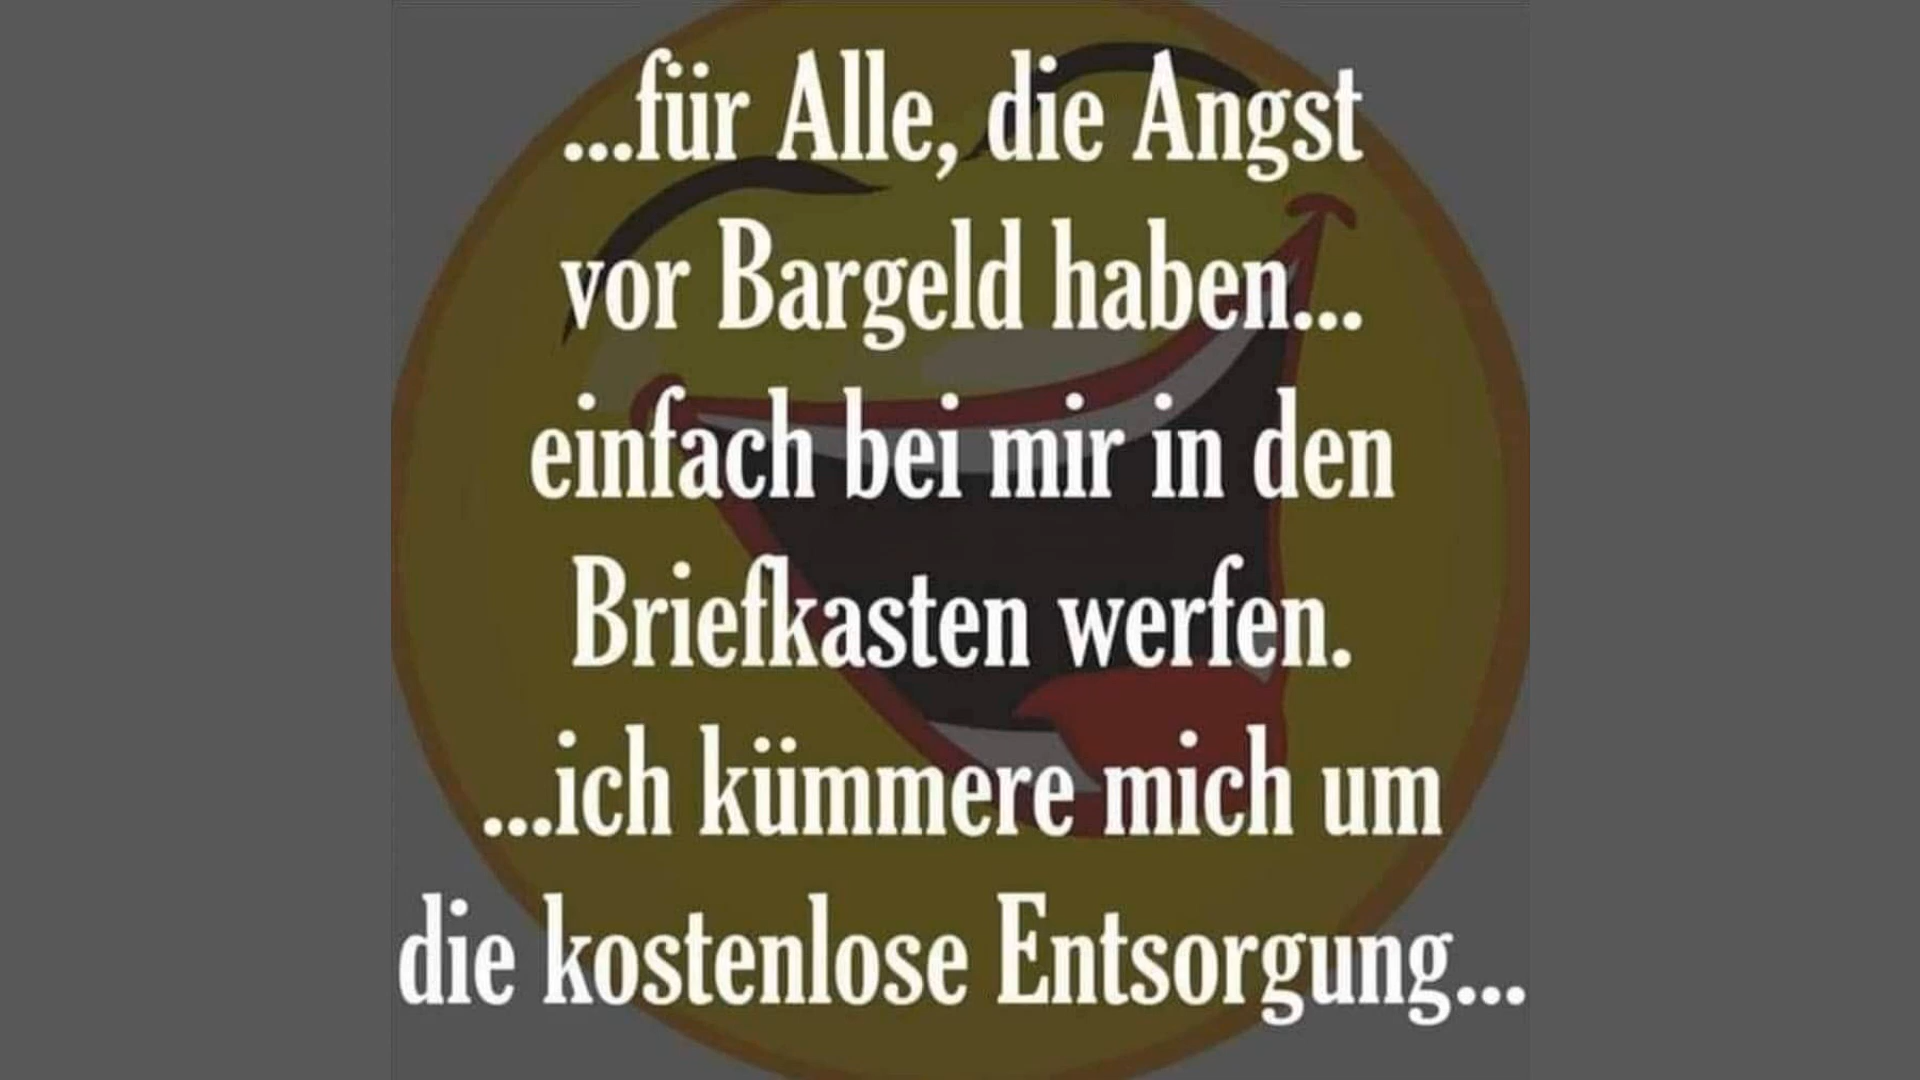 ...für Alle, die Angst
vor Bargeld haben...
einfach bei mir in den
Briefkasten werfen.
...ich kümmere mich um
die kostenlose Entsorgung...